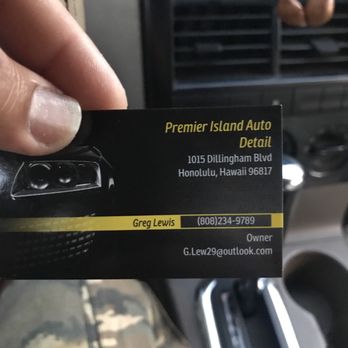 Premier Island Auto
Detail
1015 Dillingham Blvd
Honolulu, Hawaii 96817
Greg Lewis (808)234-9789
Owner
G.Lew29@outlook.com